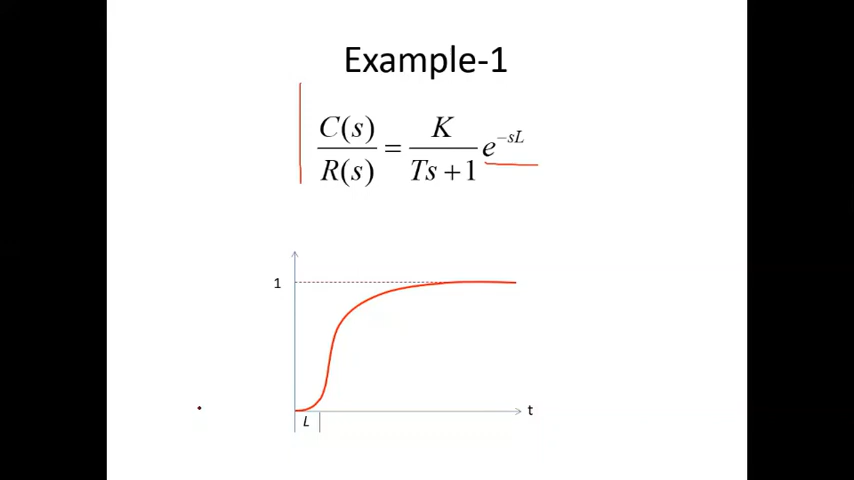 Example-1
C(s)/R(s) = K/(Ts + 1) e^{-sL}
1
t
L